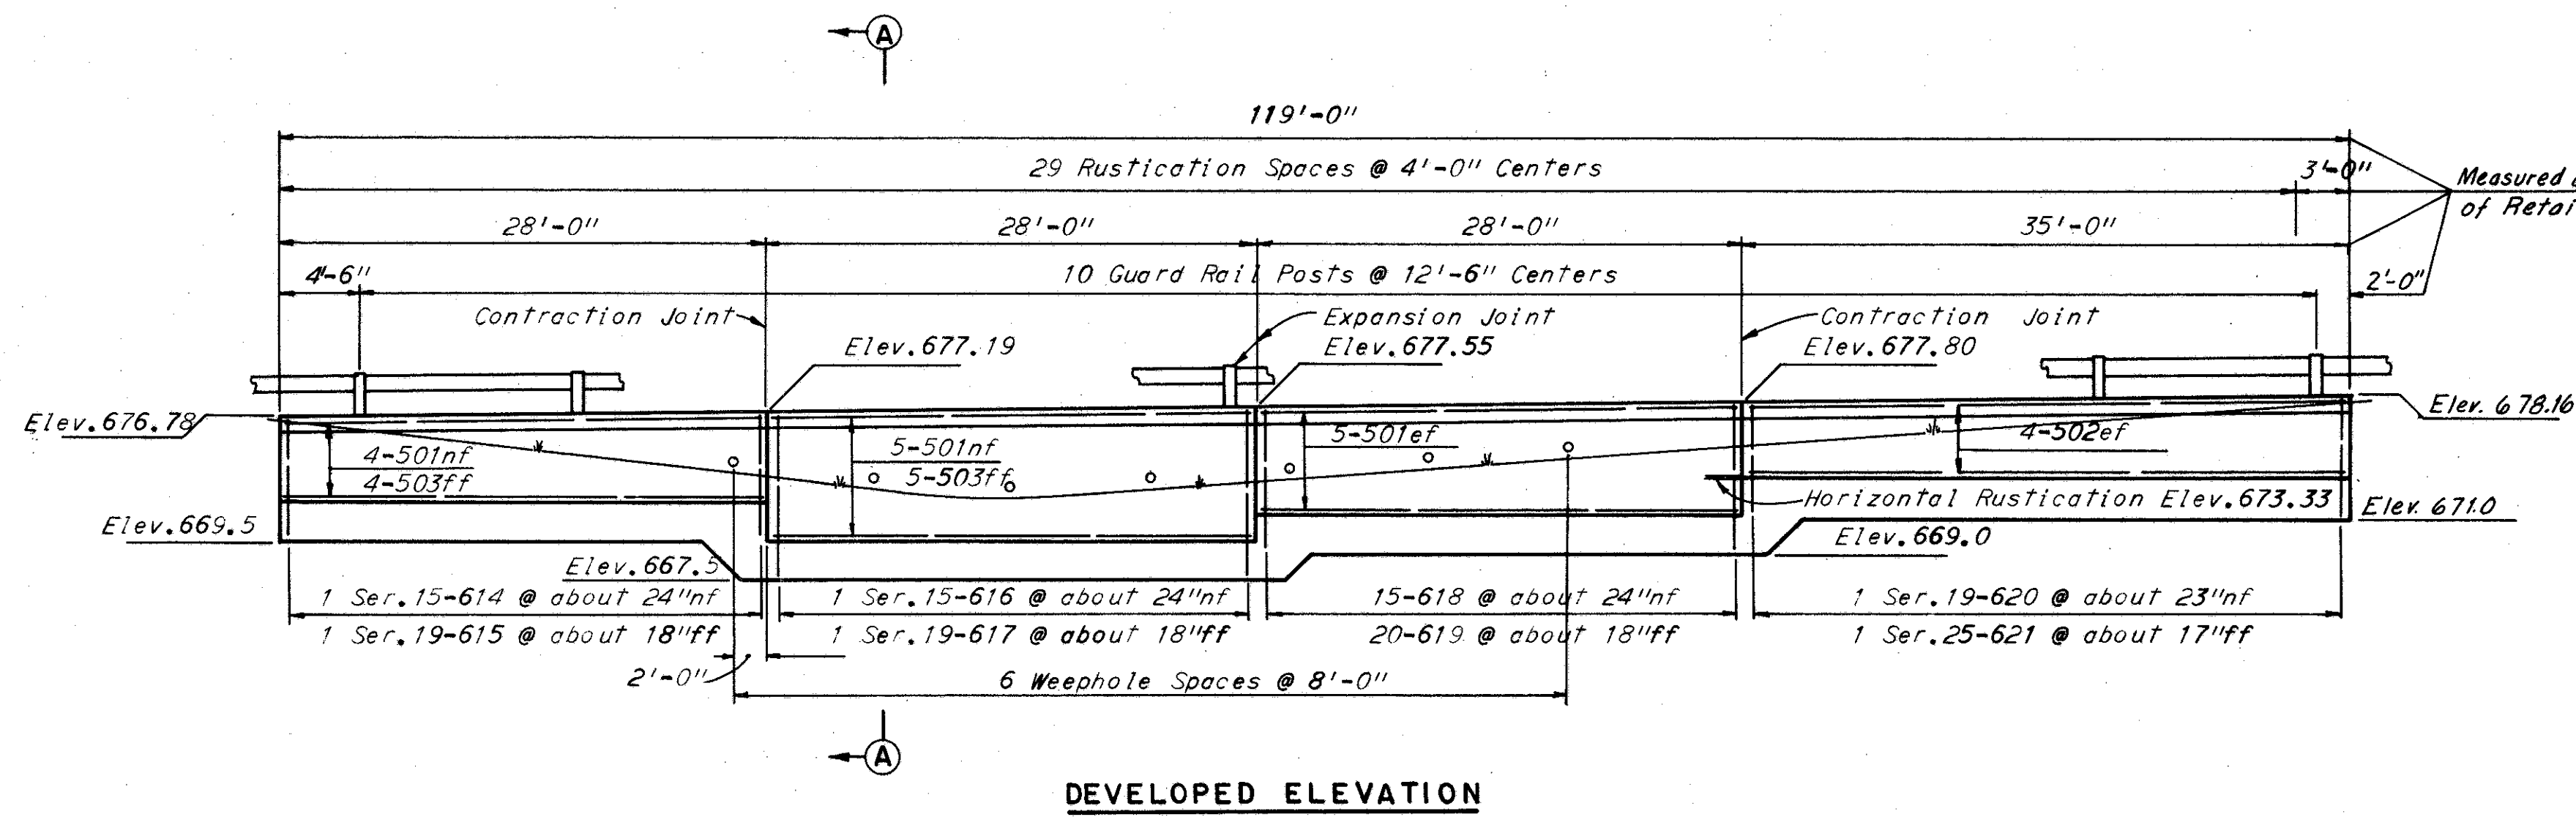 A
119'-0"
29 Rustication Spaces @ 4'-0" Centers
3'-0"
Measured
of
28'-0"
28'-0"
28'-0"
35'-0"
4'-6"
10 Guard Rail Posts @ 12'-6" Centers
2'-0"
Contraction Joint
Expansion Joint
Contraction Joint
Elev.677.19
Elev.677.55
Elev.677.80
Elev.676.78
Elev. 678.16
4-501nf
4-503ff
5-501nf
5-503ff
5-501ef
4-502ef
Horizontal Rustication Elev.673.33
Elev.669.5
Elev. 671.0
Elev.667.5
Elev.669.0
1 Ser.15-614 @ about 24"nf
1 Ser.15-616 @ about 24"nf
15-618 @ about 24"nf
1 Ser.19-620 @ about 23"nf
1 Ser.19-615 @ about 18"ff
1 Ser.19-617 @ about 18"ff
20-619 @ about 18"ff
1 Ser.25-621 @ about 17"ff
2'-0"
6 Weephole Spaces @ 8'-0"
A
DEVELOPED ELEVATION